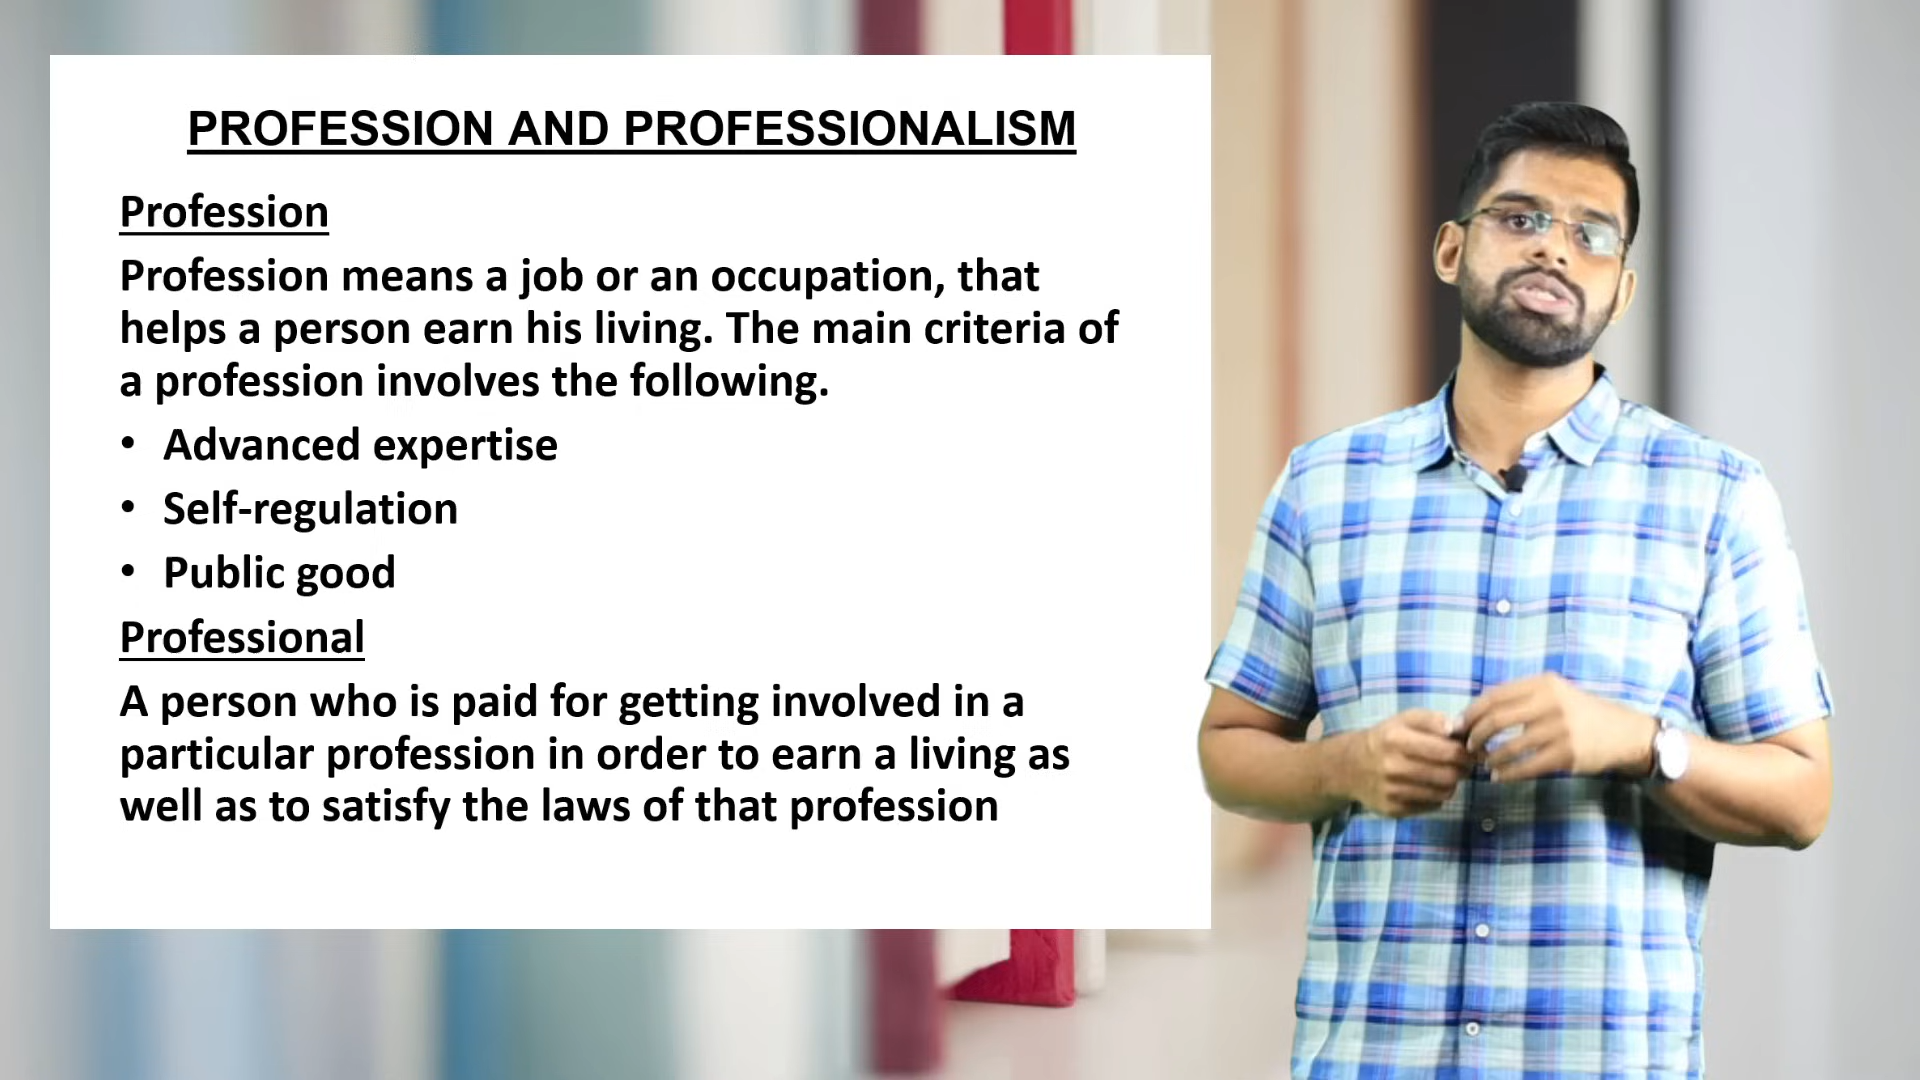 PROFESSION AND PROFESSIONALISM
Profession
Profession means a job or an occupation, that
helps a person earn his living. The main criteria of
a profession involves the following.
• Advanced expertise
• Self-regulation
• Public good
Professional
A person who is paid for getting involved in a
particular profession in order to earn a living as
well as to satisfy the laws of that profession